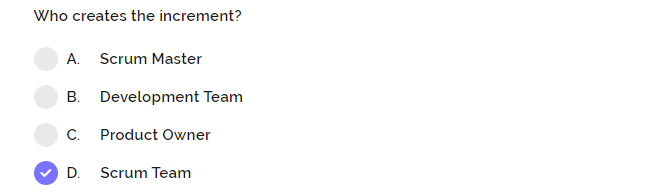 Who creates the increment?
A. Scrum Master
B. Development Team
C. Product Owner
D. Scrum Team